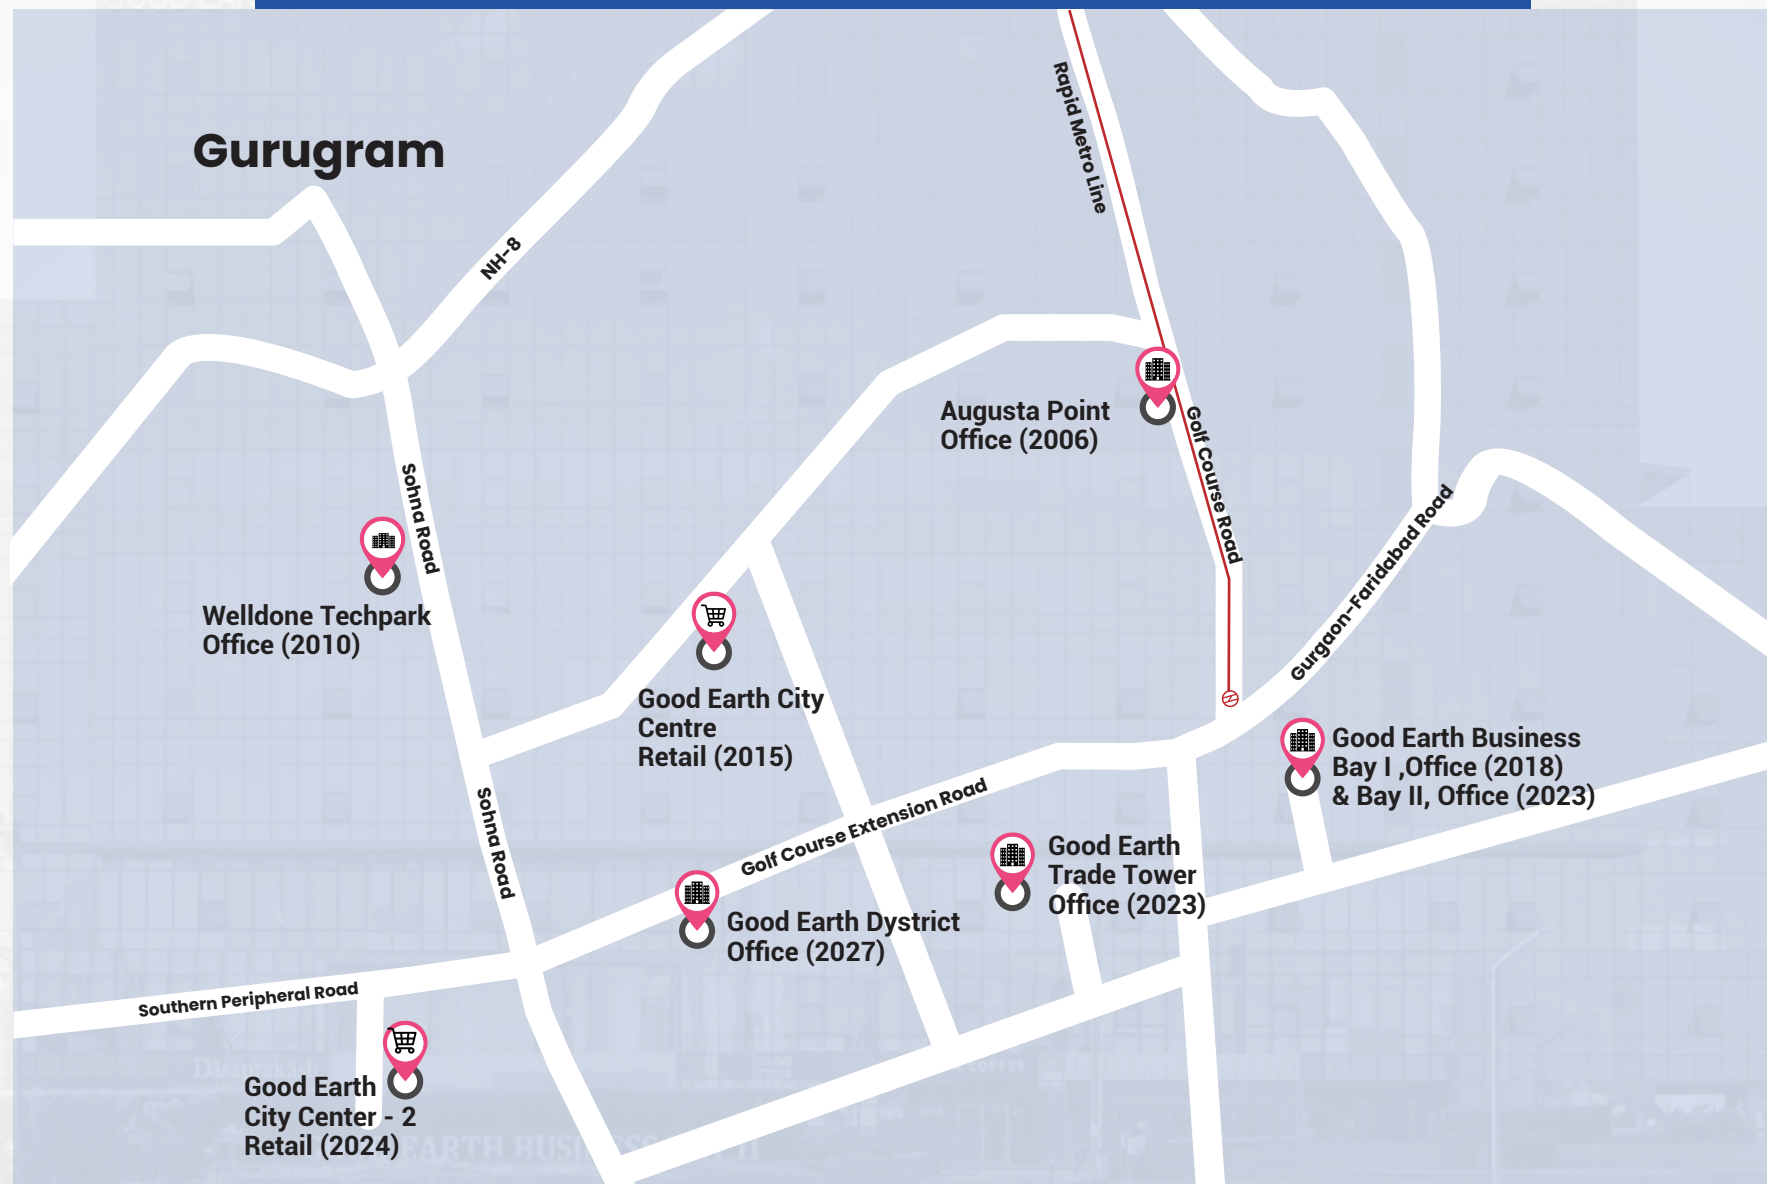 Rapid Metro Line
Gurugram
NH-8
Augusta Point
Office (2006)
Golf Course Road
Sohna Road
Gurgaon-Faridabad Road
Welldone Techpark
Office (2010)
Good Earth City
Centre
Retail (2015)
Good Earth Business
Bay I ,Office (2018)
& Bay II, Office (2023)
Sohna Road
Golf Course Extension Road
Good Earth
Trade Tower
Office (2023)
Good Earth Dystrict
Office (2027)
Southern Peripheral Road
Good Earth
City Center - 2
Retail (2024)